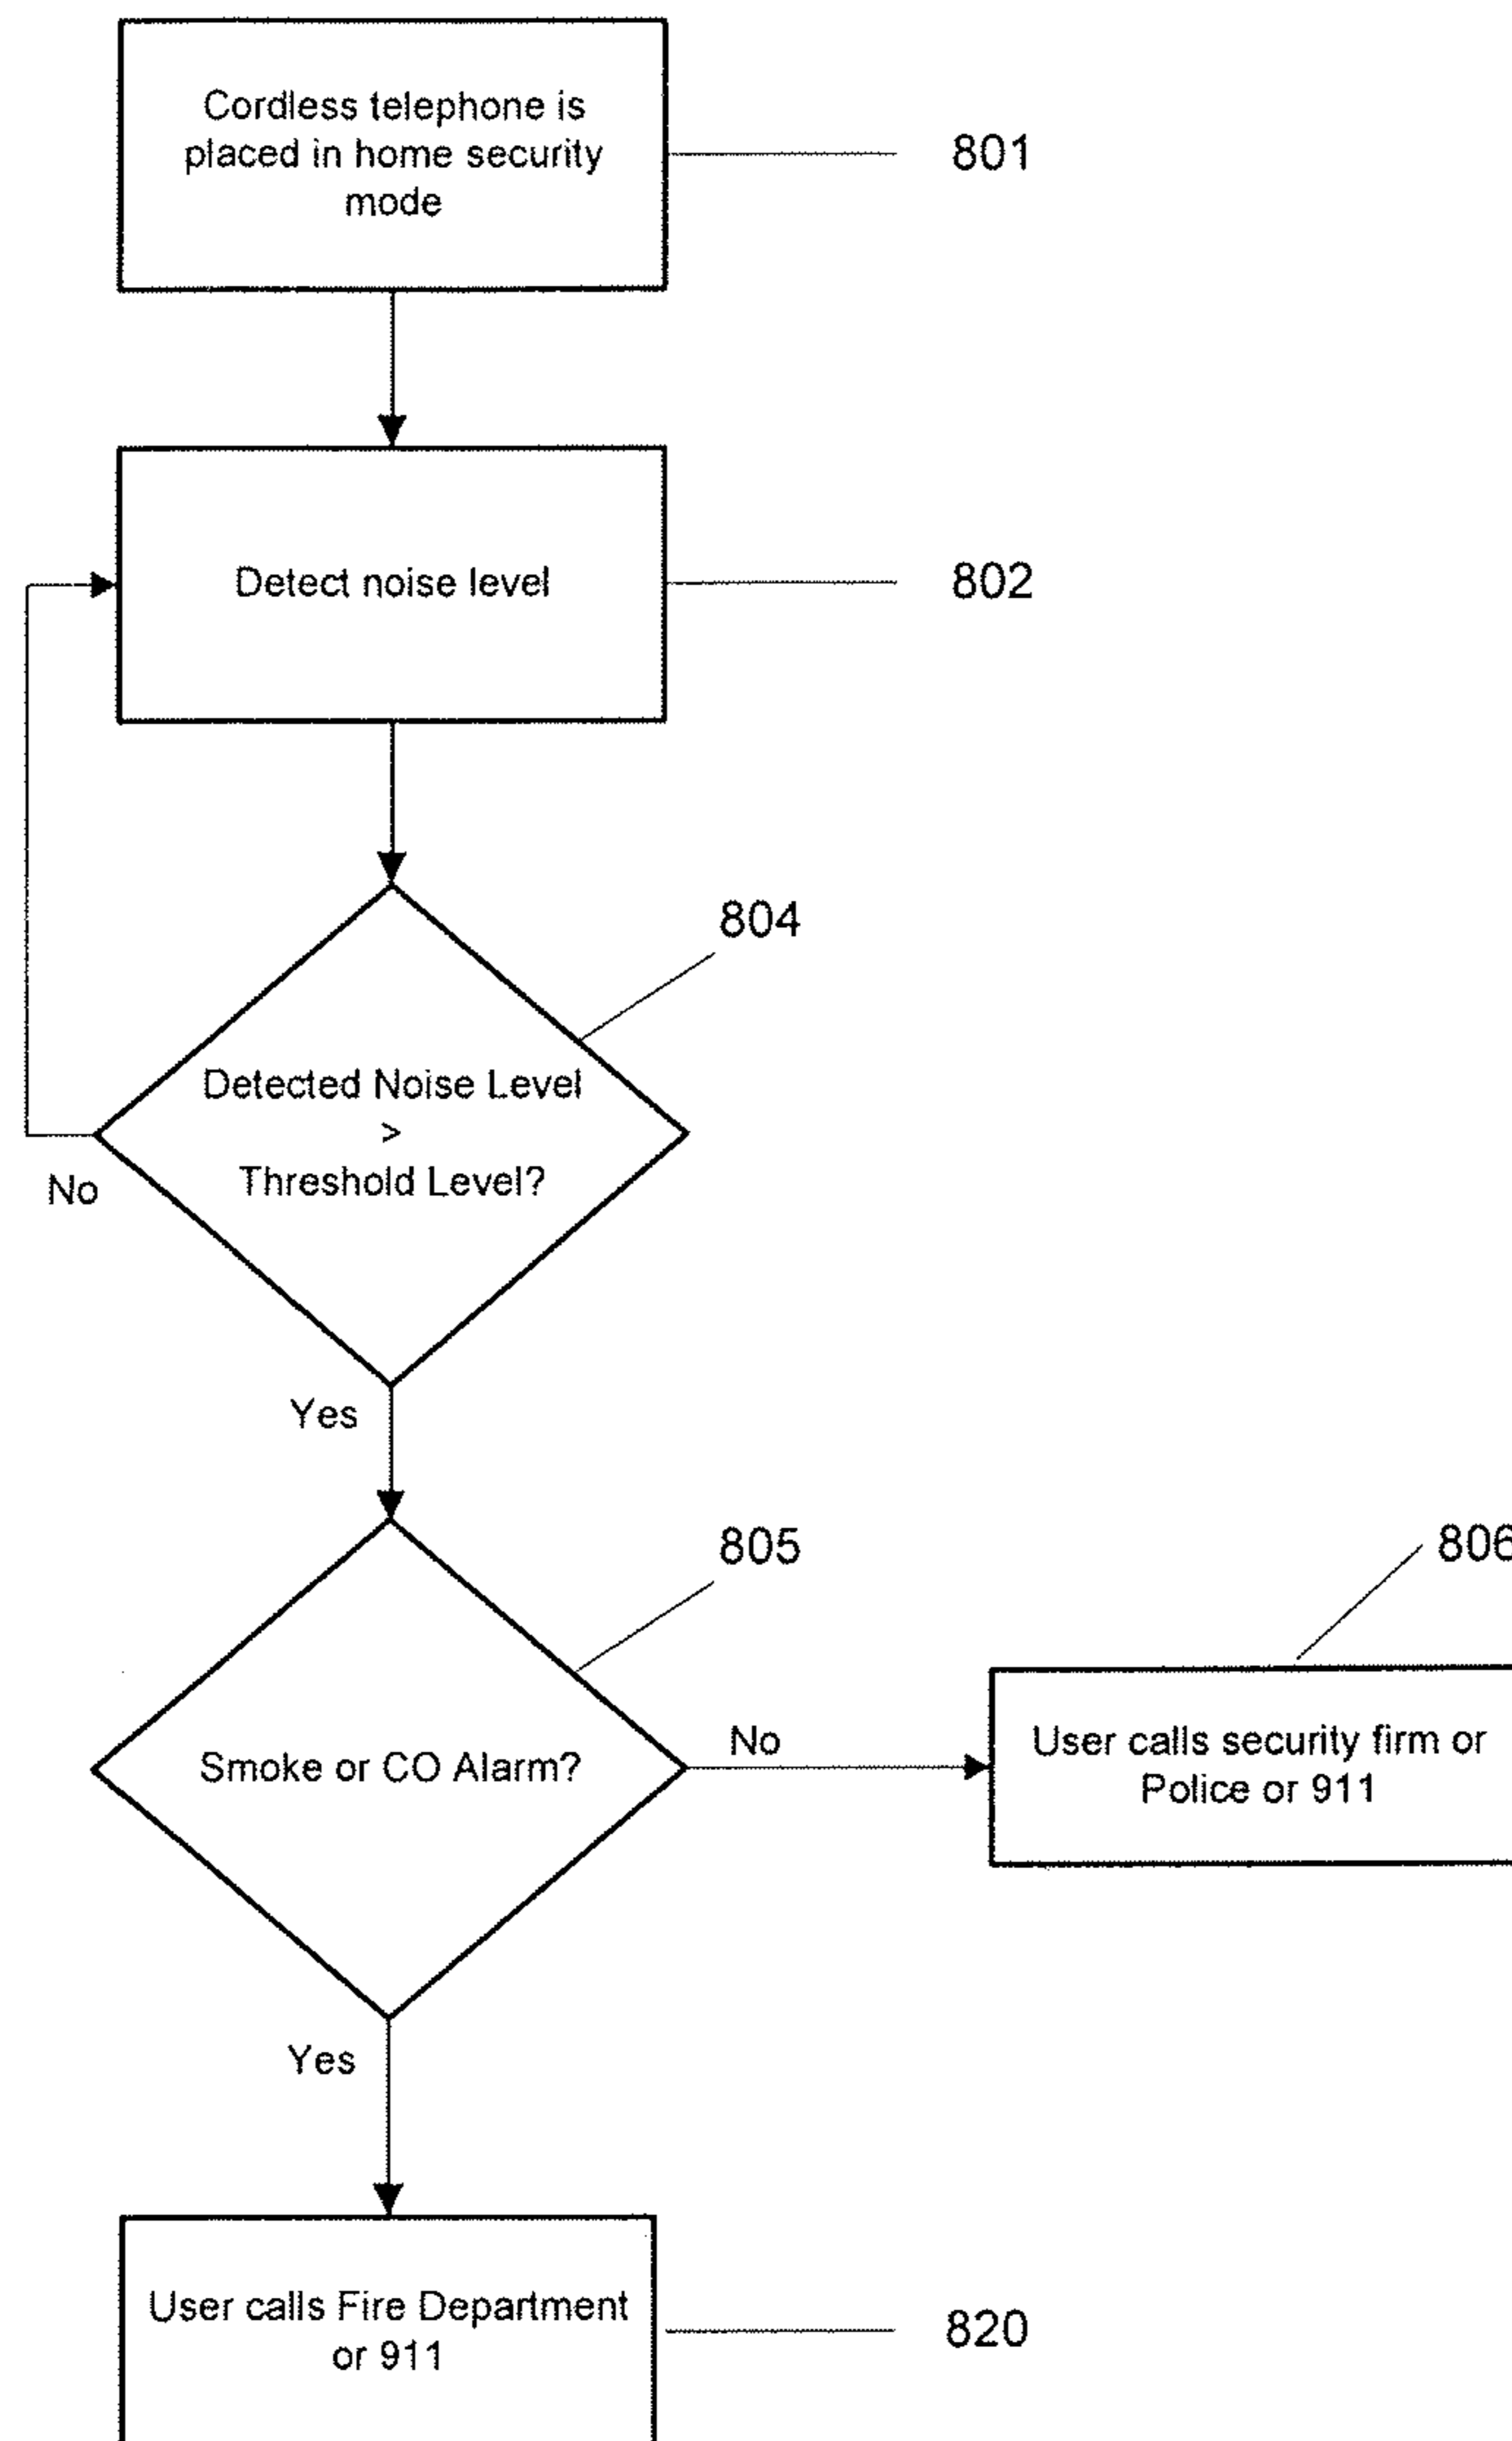 Cordless telephone is
placed in home security
mode
801
Detect noise level
802
804
Detected Noise Level
>
Threshold Level?
No
Yes
805
806
Smoke or CO Alarm?
No
User calls security firm or
Police or 911
Yes
User calls Fire Department
or 911
820